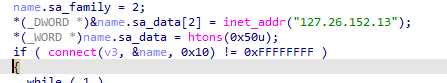 name.sa_family = 2;
*(_DWORD *)&name.sa_data[2] = inet_addr("127.26.152.13");
*(_WORD *)name.sa_data = htons(0x50u);
if ( connect(v3, &name, 0x10) != 0xFFFFFFFF )
{
while ( 1 )